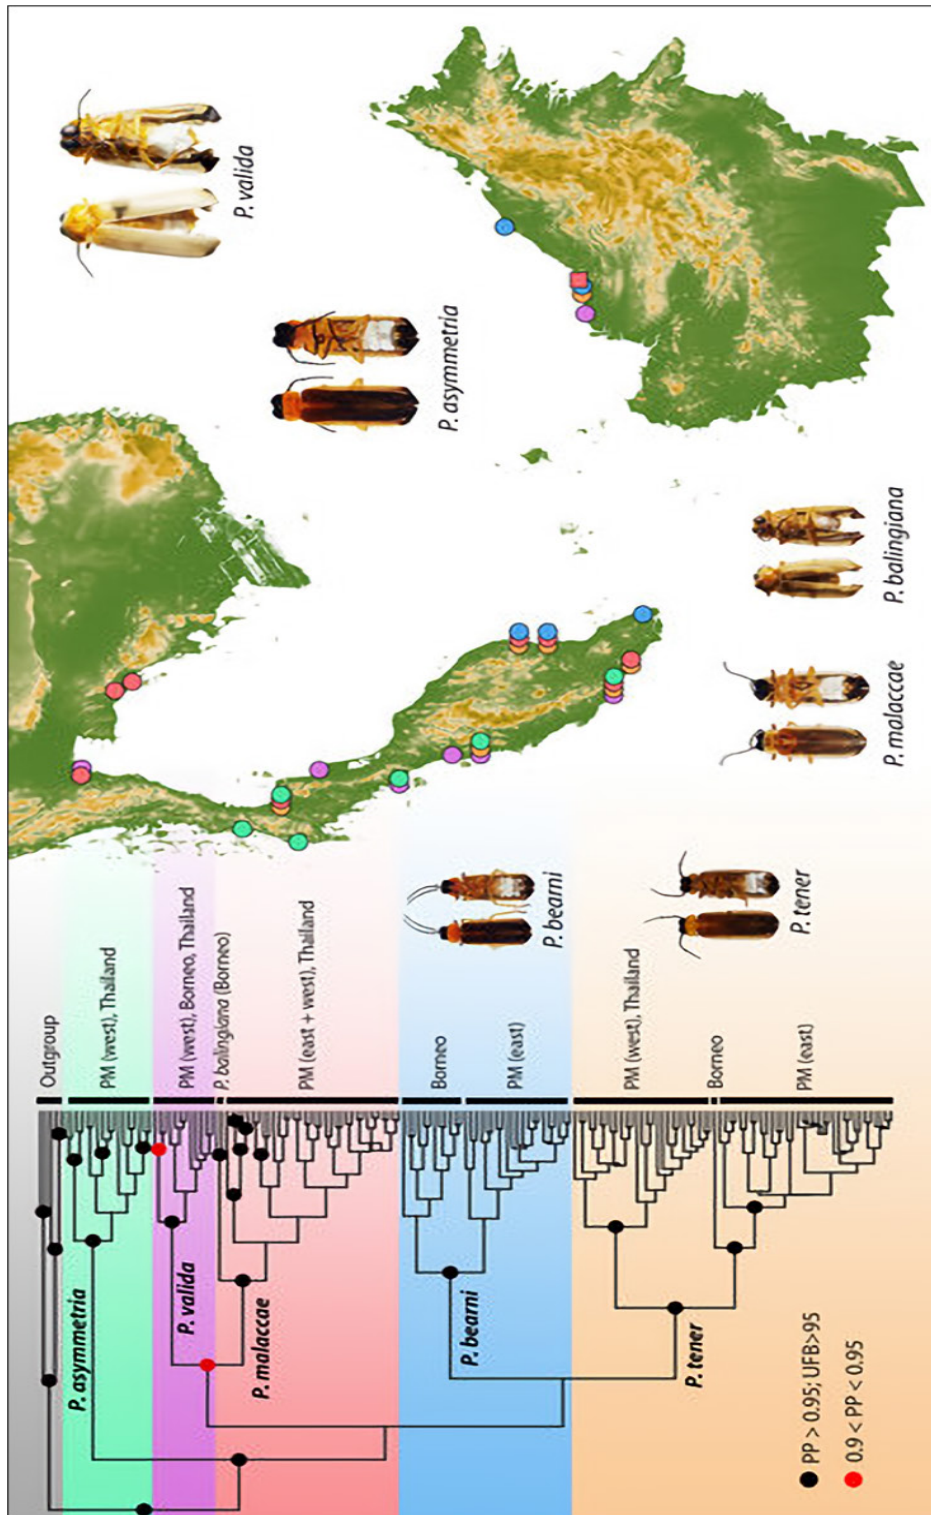 Outgroup
PM (west), Thailand
PM (west), Borneo, Thailand
P. balingiana (Borneo)
PM (east + west), Thailand
Borneo
PM (east)
PM (west), Thailand
Borneo
PM (east)
P. asymmetria
P. valida
P. malaccae
P. bearni
P. tener
PP > 0.95; UFB>95
0.9 < PP < 0.95
P. valida
P. asymmetria
P. balingiana
P. malaccae
P. bearni
P. tener